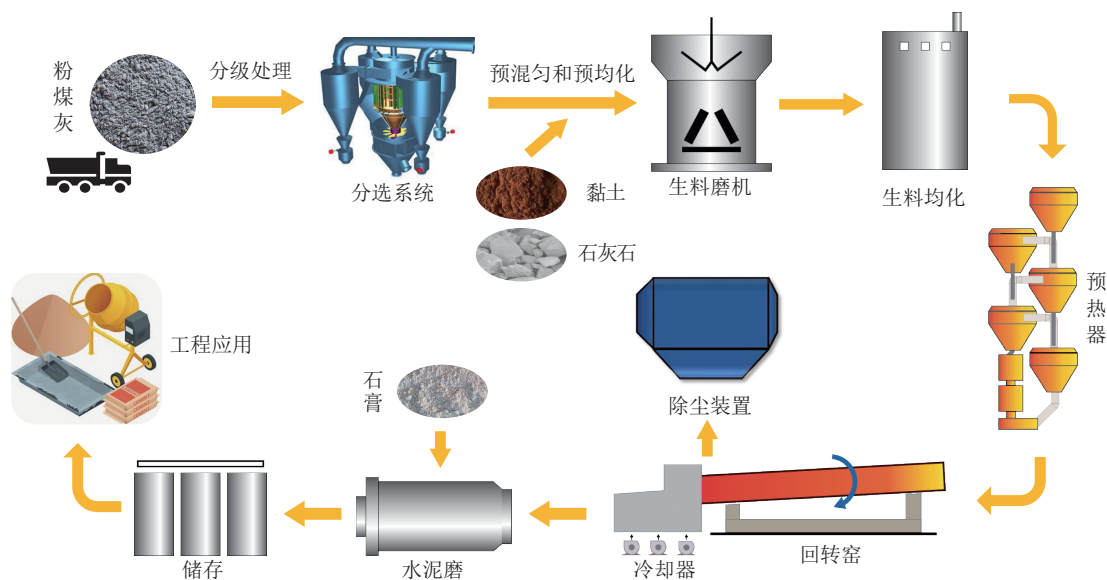 粉煤灰
分级处理
分选系统
预混匀和预均化
黏土
石灰石
生料磨机
生料均化
预热器
除尘装置
回转窑
冷却器
石膏
水泥磨
储存
工程应用